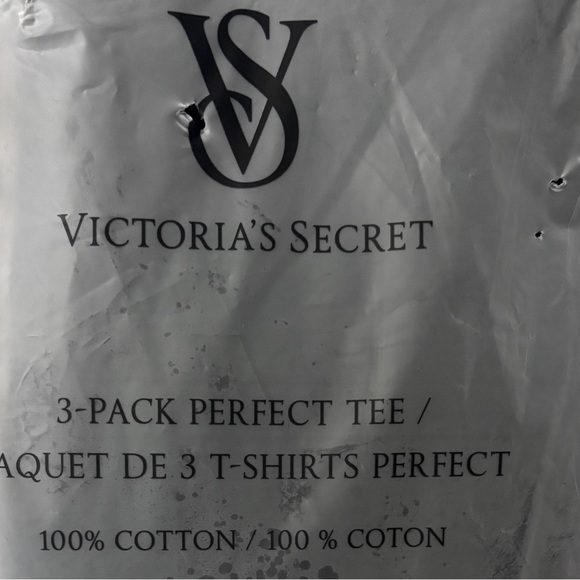 VS
VICTORIA'S SECRET
3-PACK PERFECT TEE /
AQUET DE 3 T-SHIRTS PERFECT
100% COTTON / 100 % COTON